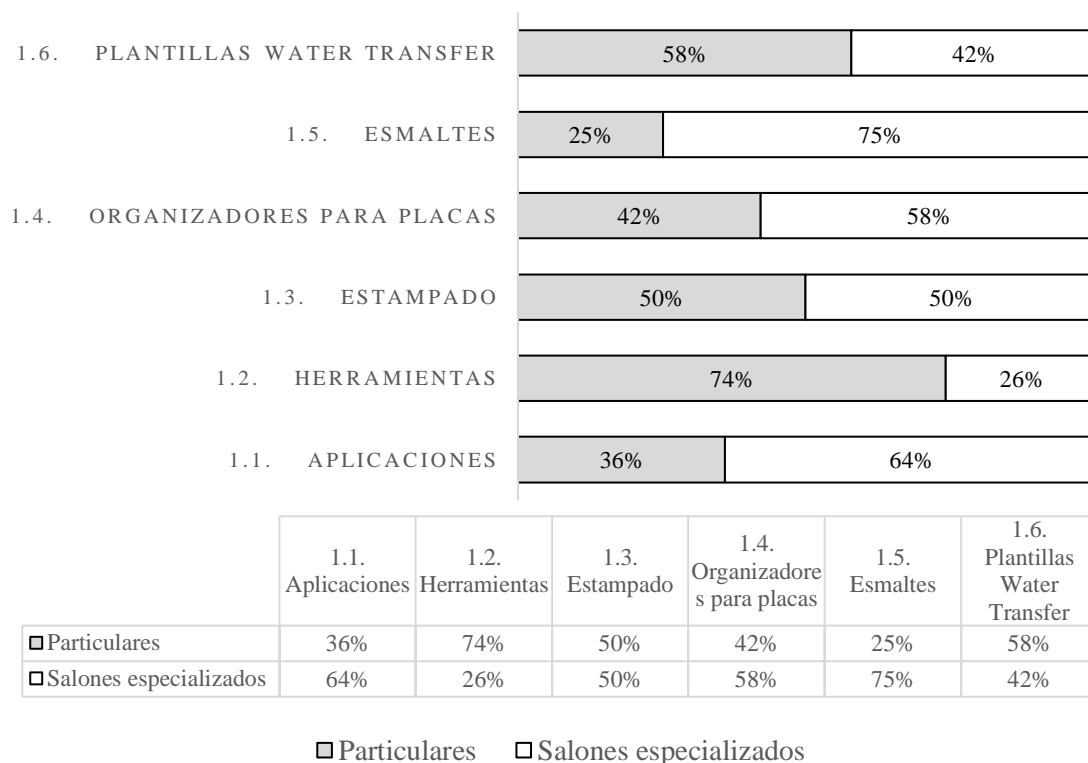 1.6. PLANTILLAS WATER TRANSFER 58% 42%
1.5. ESMALTES 25% 75%
1.4. ORGANIZADORES PARA PLACAS 42% 58%
1.3. ESTAMPADO 50% 50%
1.2. HERRAMIENTAS 74% 26%
1.1. APLICACIONES 36% 64%
1.1.
Aplicaciones
1.2.
Herramientas
1.3.
Estampado
1.4.
Organizadore
s para placas
1.5.
Esmaltes
1.6.
Plantillas
Water
Transfer
Particulares 36% 74% 50% 42% 25% 58%
Salones especializados 64% 26% 50% 58% 75% 42%
Particulares Salones especializados